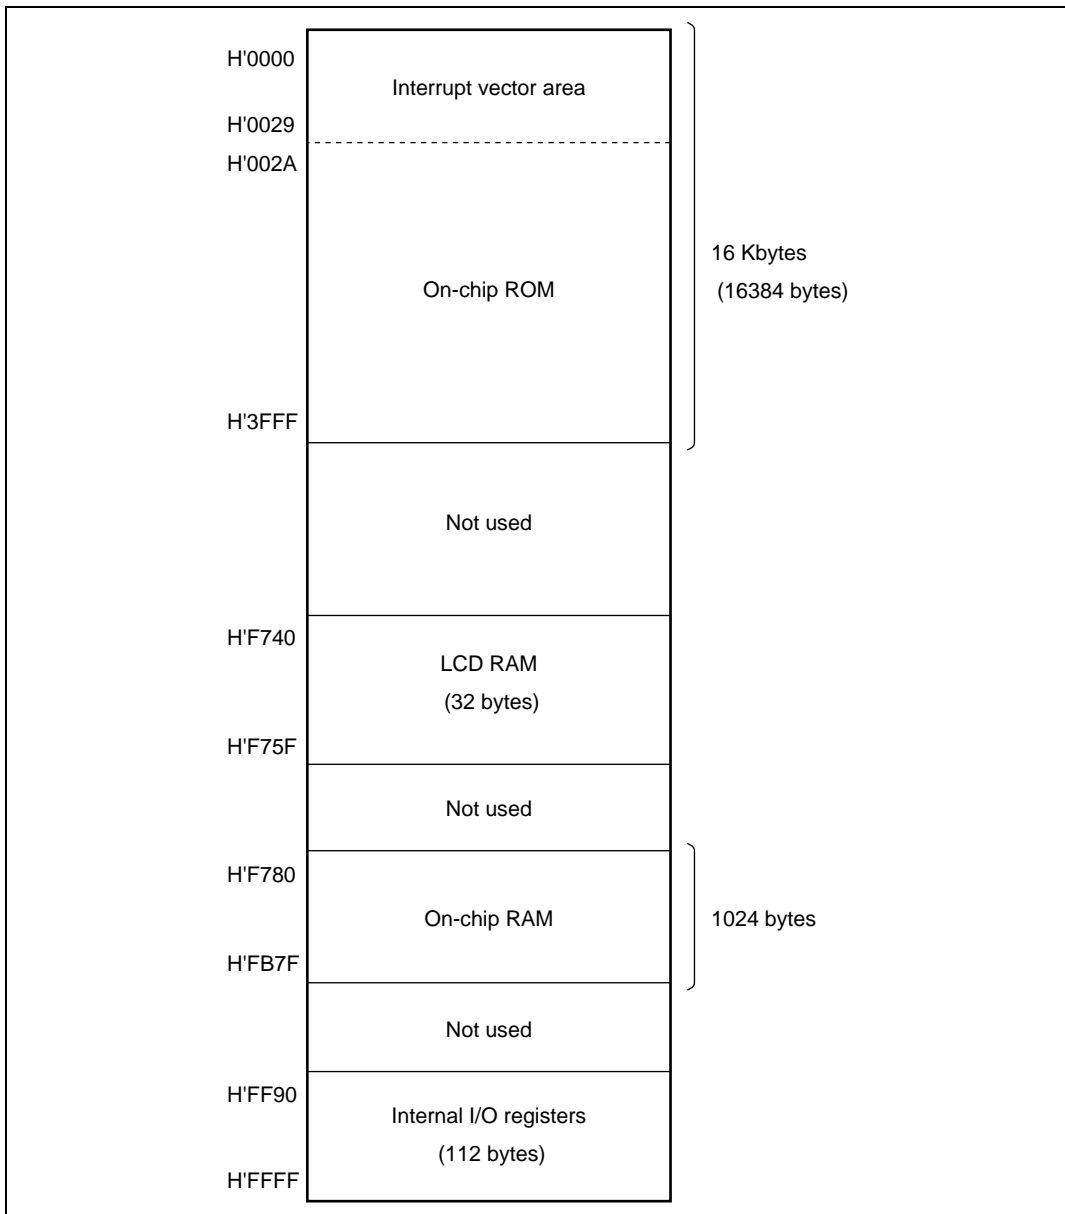 H'0000
Interrupt vector area
H'0029
H'002A
16 Kbytes
(16384 bytes)
On-chip ROM
H'3FFF
Not used
H'F740
LCD RAM
(32 bytes)
H'F75F
Not used
H'F780
On-chip RAM
1024 bytes
H'FB7F
Not used
H'FF90
Internal I/O registers
(112 bytes)
H'FFFF